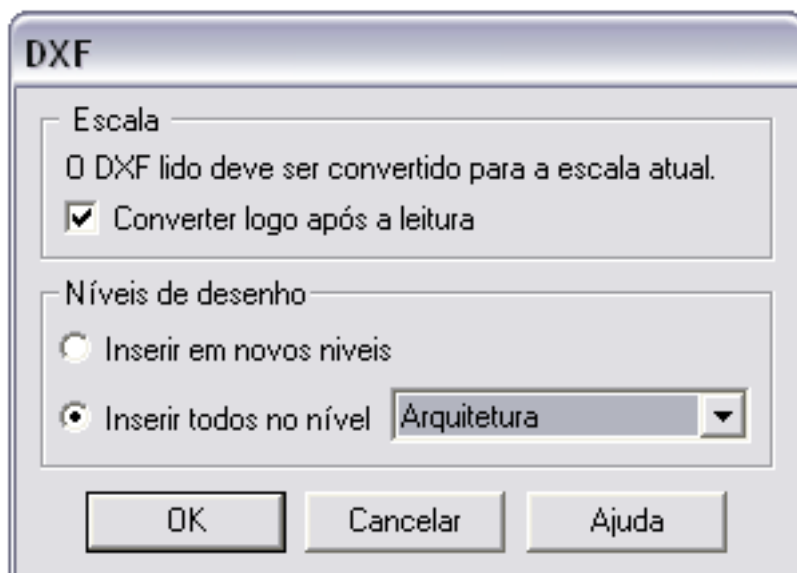 DXF
Escala
O DXF lido deve ser convertido para a escala atual.
Converter logo após a leitura
Níveis de desenho
Inserir em novos niveis
Inserir todos no nível Arquitetura
OK Cancelar Ajuda